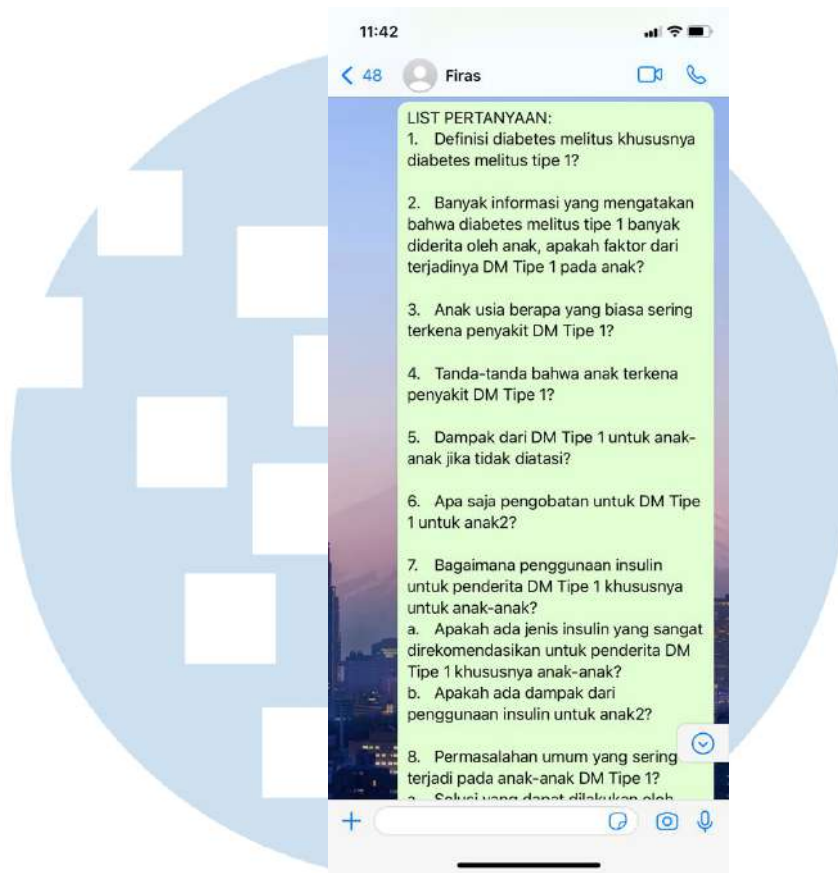 11:42
48 Firas
LIST PERTANYAAN:
1. Definisi diabetes melitus khususnya
diabetes melitus tipe 1?
2. Banyak informasi yang mengatakan
bahwa diabetes melitus tipe 1 banyak
diderita oleh anak, apakah faktor dari
terjadinya DM Tipe 1 pada anak?
3. Anak usia berapa yang biasa sering
terkena penyakit DM Tipe 1?
4. Tanda-tanda bahwa anak terkena
penyakit DM Tipe 1?
5. Dampak dari DM Tipe 1 untuk anak-
anak jika tidak diatasi?
6. Apa saja pengobatan untuk DM Tipe
1 untuk anak2?
7. Bagaimana penggunaan insulin
untuk penderita DM Tipe 1 khususnya
untuk anak-anak?
a. Apakah ada jenis insulin yang sangat
direkomendasikan untuk penderita DM
Tipe 1 khususnya anak-anak?
b. Apakah ada dampak dari
penggunaan insulin untuk anak2?
8. Permasalahan umum yang sering
terjadi pada anak-anak DM Tipe 1?
a. Solusi yang dapat dilakukan oleh